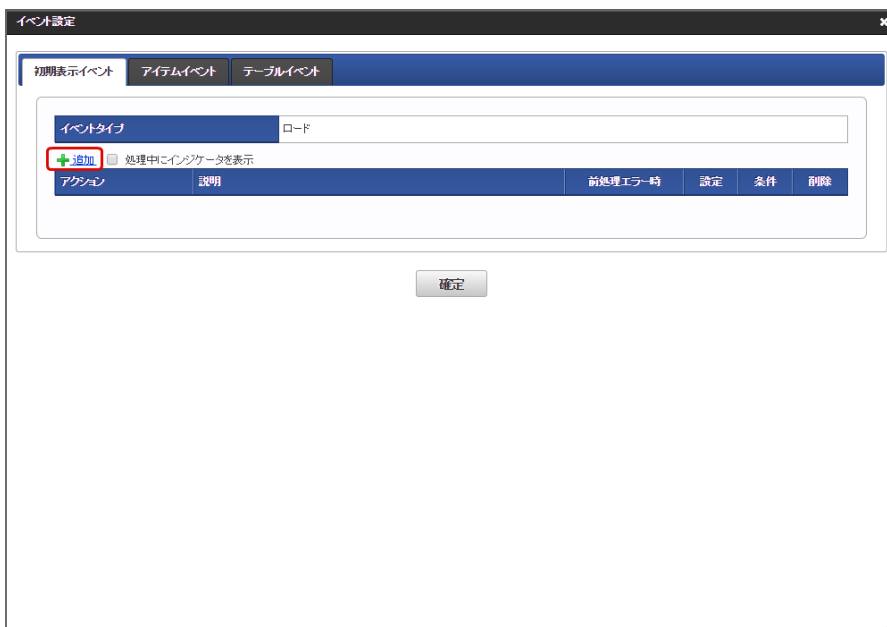 イベント設定
初期表示イベント アイテムイベント テーブルイベント
イベントタイプ ロード
追加 処理中にインジケータを表示
アクション 説明 前処理エラー時 設定 条件 削除
確定